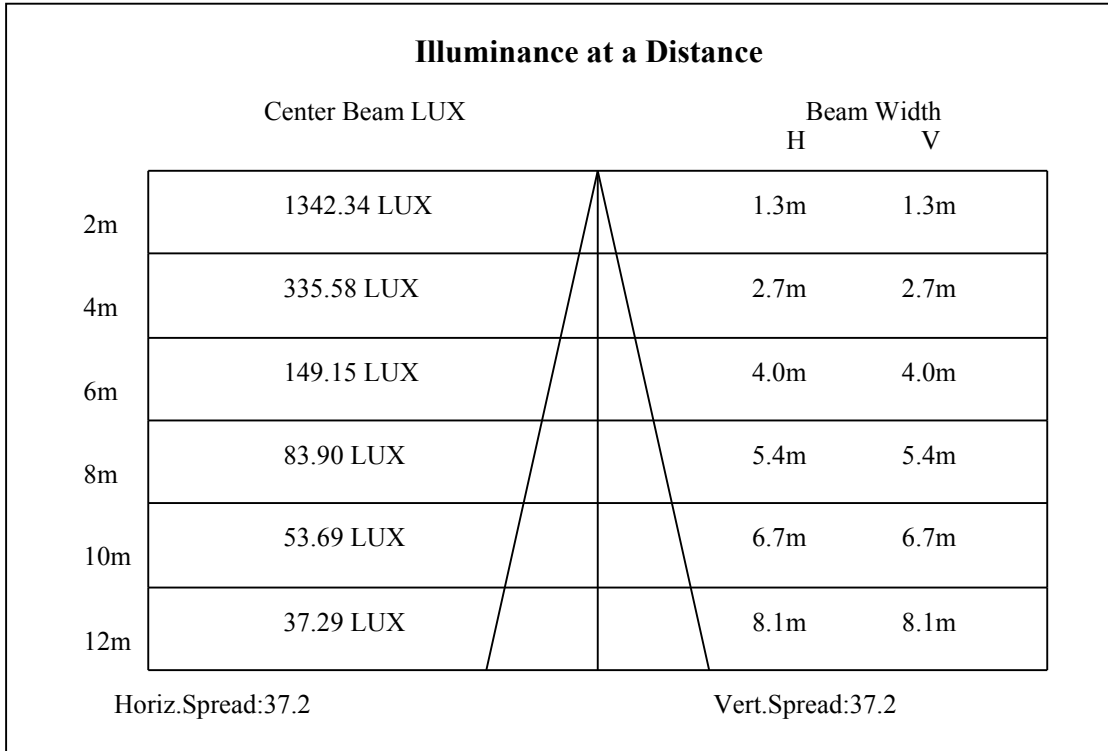 Illuminance at a Distance
Center Beam LUX Beam Width
H V
2m 1342.34 LUX 1.3m 1.3m
4m 335.58 LUX 2.7m 2.7m
6m 149.15 LUX 4.0m 4.0m
8m 83.90 LUX 5.4m 5.4m
10m 53.69 LUX 6.7m 6.7m
12m 37.29 LUX 8.1m 8.1m
Horiz.Spread:37.2 Vert.Spread:37.2